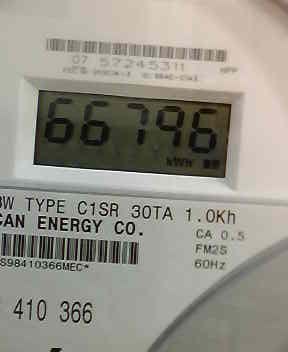 07 57245311
66796
kWH
3W TYPE C1SR 30TA 1.0Kh
CAN ENERGY CO.
CA 0.5
FM2S
S98410366MEC*
60Hz
410 366